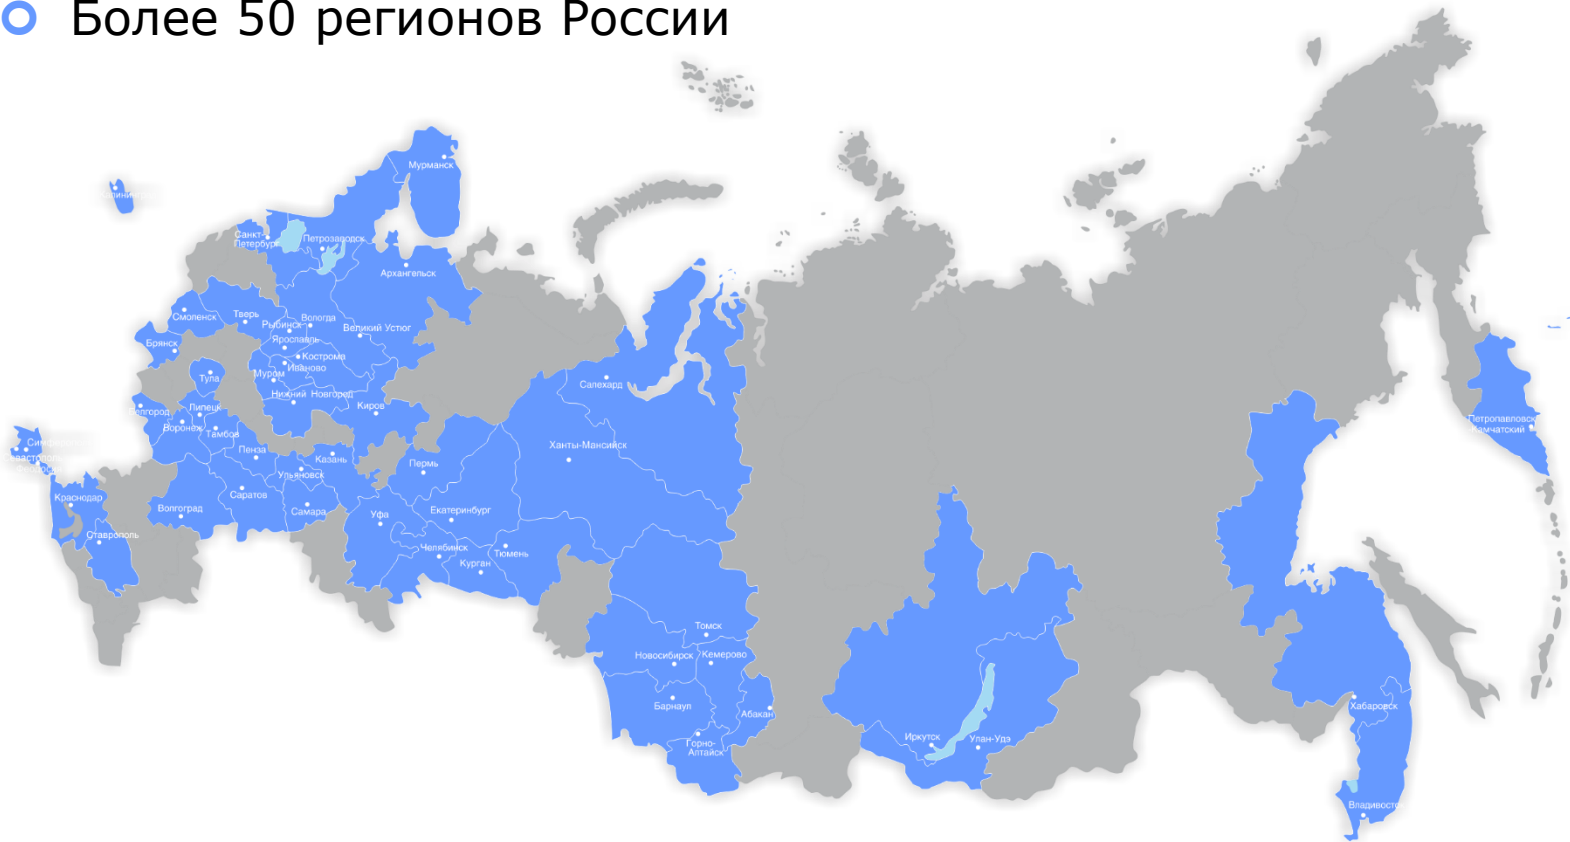 Более 50 регионов России
Мурманск
Санкт-
Петербург
Петрозаводск
Архангельск
Смоленск
Тверь
Рыбинск
Вологда
Великий Устюг
Ярославль
Брянск
Кострома
Иваново
Муром
Тула
Салехард
Нижний Новгород
Киров
Белгород
Липецк
Воронеж
Тамбов
Ханты-Мансийск
Пенза
Казань
Пермь
Ульяновск
Краснодар
Саратов
Волгоград
Самара
Уфа
Екатеринбург
Ставрополь
Челябинск
Тюмень
Курган
Томск
Новосибирск
Кемерово
Барнаул
Абакан
Горно-
Алтайск
Иркутск
Улан-Удэ
Петропавловск
Камчатский
Хабаровск
Владивосток